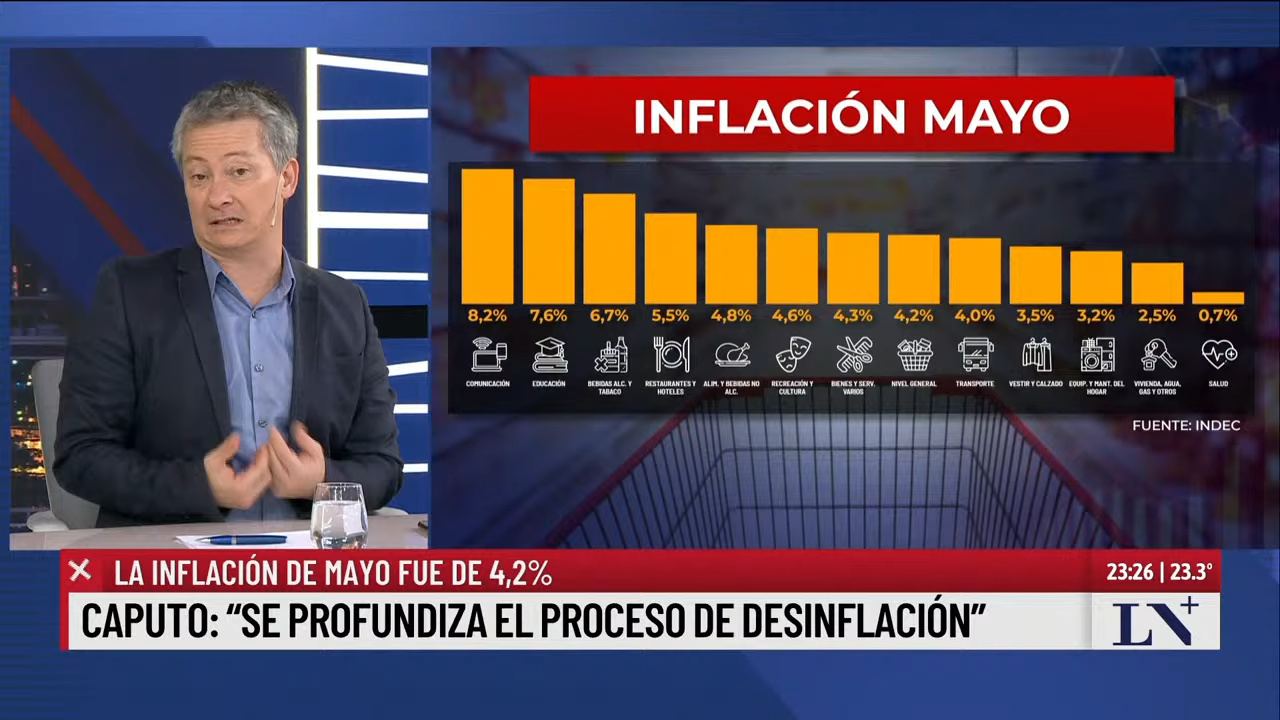 INFLACIÓN MAYO
8,2% 7,6% 6,7% 5,5% 4,8% 4,6% 4,3% 4,2% 4,0% 3,5% 3,2% 2,5% 0,7%
COMUNICACIÓN
EDUCACIÓN
BEBIDAS ALC. Y
TABACO
RESTAURANTES Y
HOTELES
ALIM. Y BEBIDAS NO
ALC.
RECREACIÓN Y
CULTURA
BIENES Y SERV.
VARIOS
NIVEL GENERAL
TRANSPORTE
VESTIR Y CALZADO
EQUIP. Y MANT. DEL
HOGAR
VIVIENDA, AGUA,
GAS Y OTROS
SALUD
FUENTE: INDEC
LA INFLACIÓN DE MAYO FUE DE 4,2%
23:26 | 23.3°
CAPUTO: “SE PROFUNDIZA EL PROCESO DE DESINFLACIÓN”
LN+